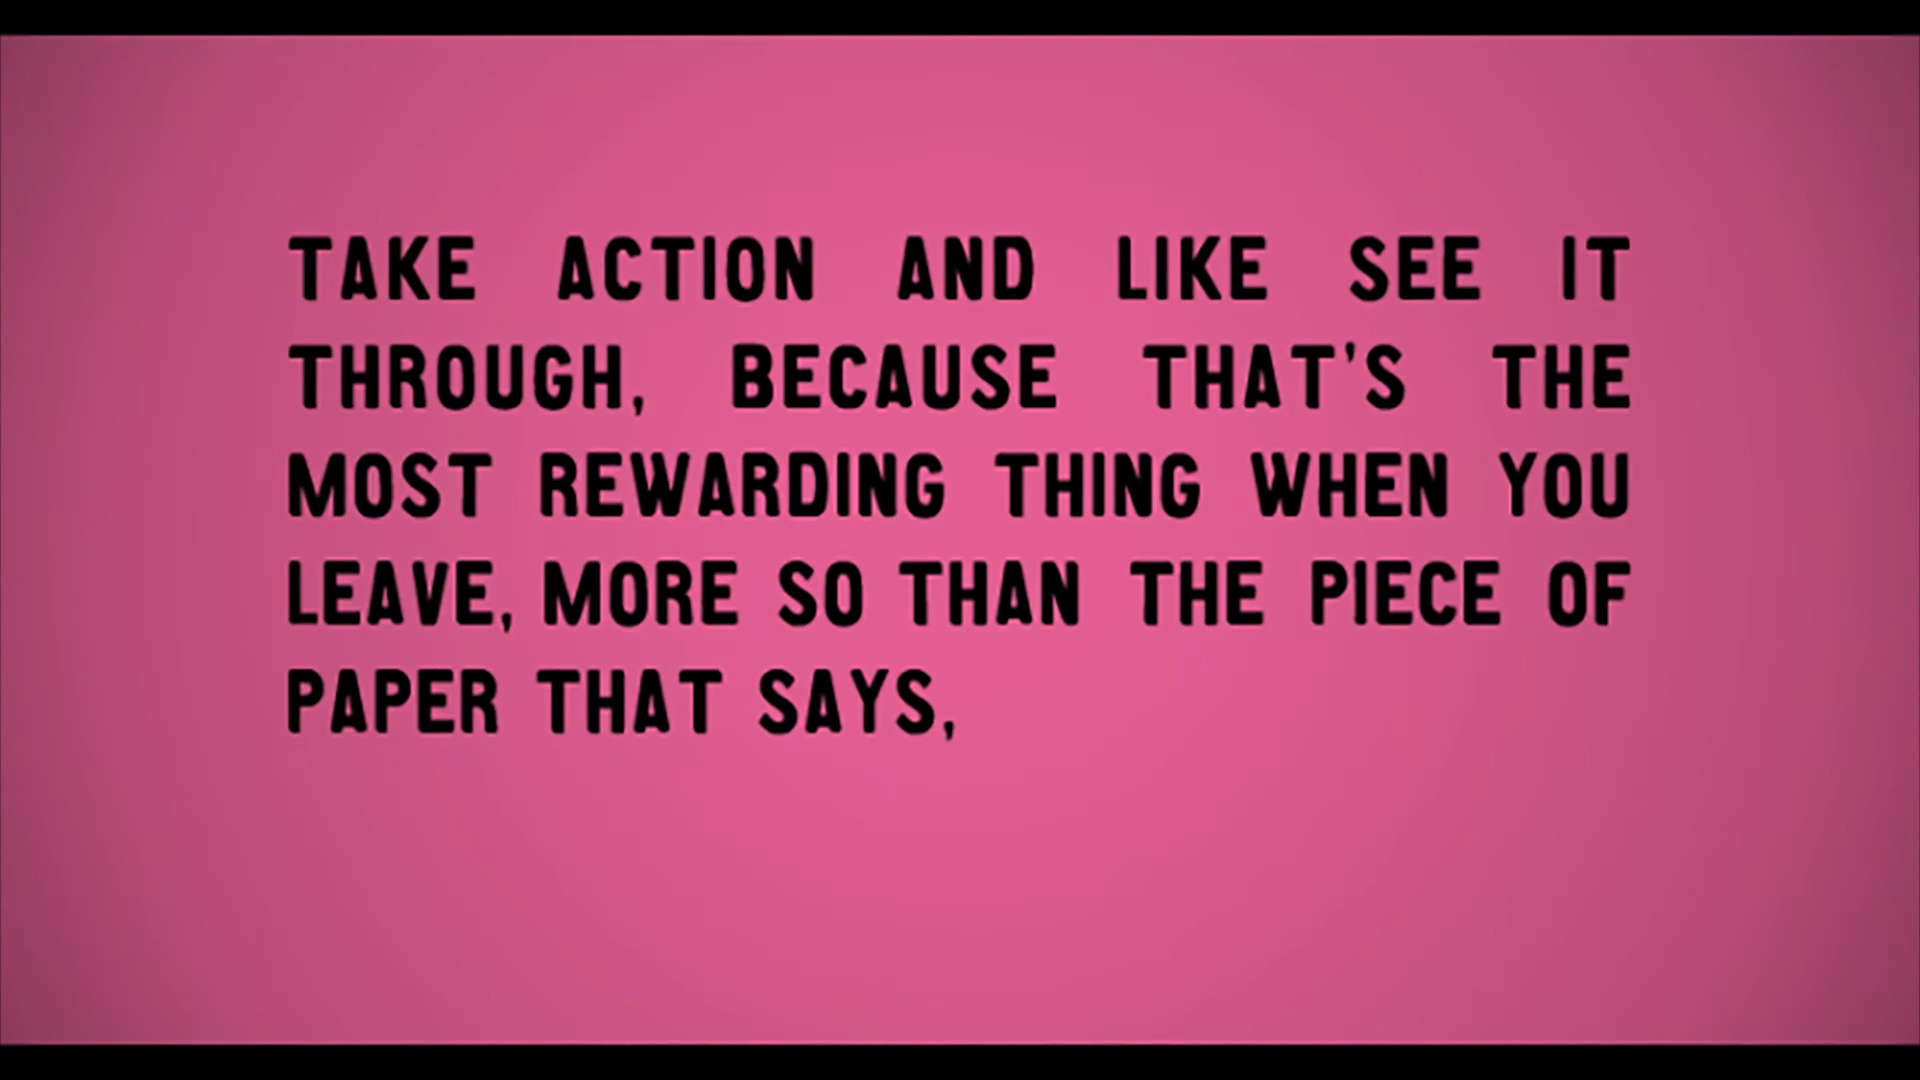 TAKE ACTION AND LIKE SEE IT
THROUGH, BECAUSE THAT'S THE
MOST REWARDING THING WHEN YOU
LEAVE, MORE SO THAN THE PIECE OF
PAPER THAT SAYS,